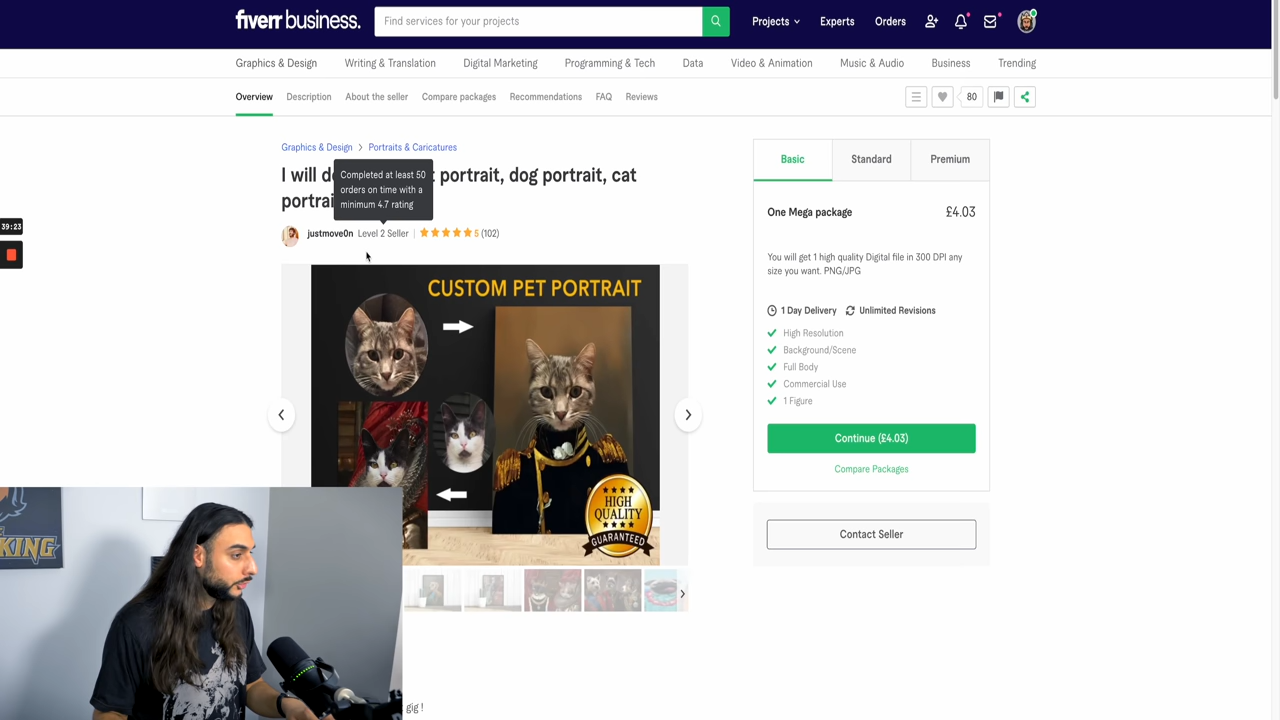 fiverr business.
Find services for your projects
Projects
Experts
Orders
Graphics & Design
Writing & Translation
Digital Marketing
Programming & Tech
Data
Video & Animation
Music & Audio
Business
Trending
Overview
Description
About the seller
Compare packages
Recommendations
FAQ
Reviews
80
Graphics & Design > Portraits & Caricatures
I will d
portrait, dog portrait, cat
portrai
Completed at least 50
orders on time with a
minimum 4.7 rating
justmove0n Level 2 Seller 5 (102)
39:23
CUSTOM PET PORTRAIT
HIGH
QUALITY
GUARANTEED
KING
gig !
Basic
Standard
Premium
One Mega package £4.03
You will get 1 high quality Digital file in 300 DPI any
size you want. PNG/JPG
1 Day Delivery Unlimited Revisions
High Resolution
Background/Scene
Full Body
Commercial Use
1 Figure
Continue (£4.03)
Compare Packages
Contact Seller